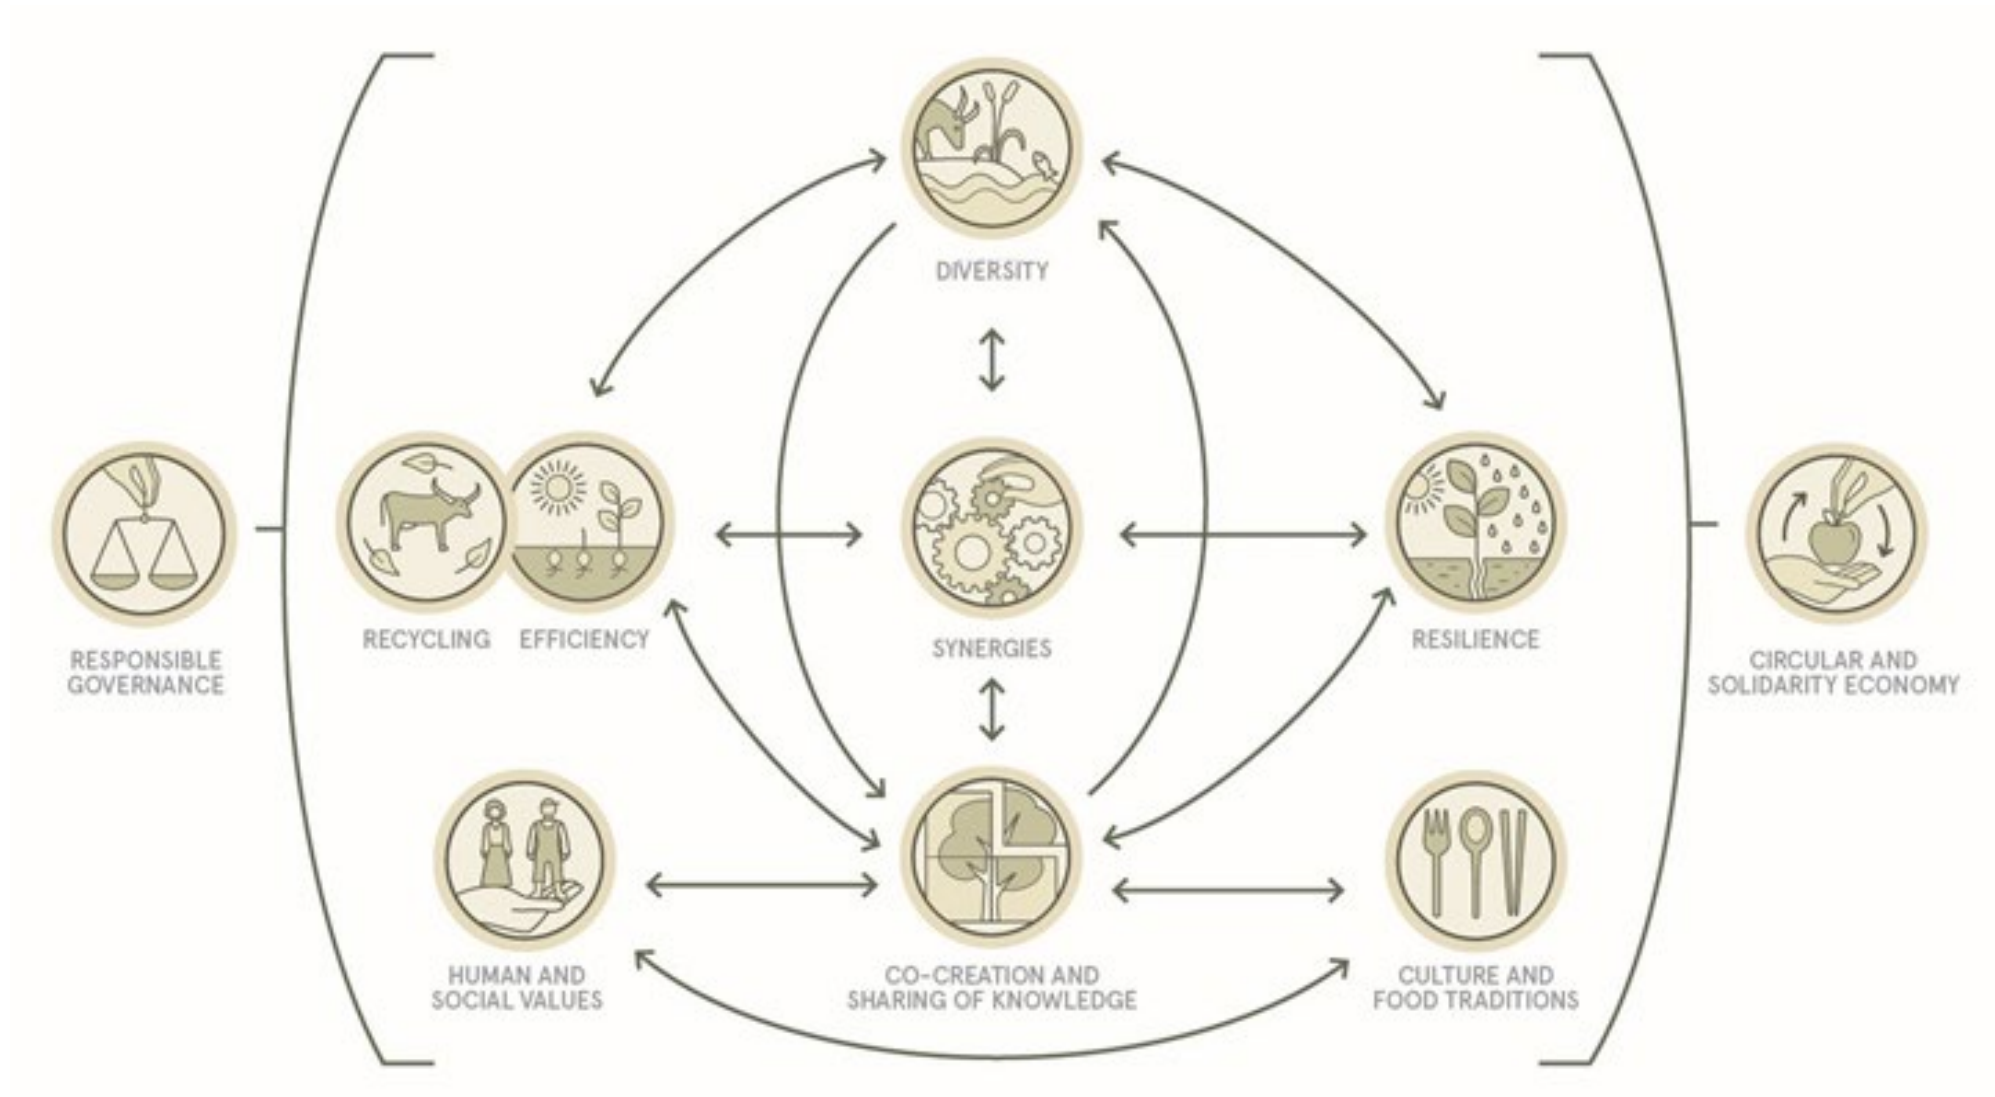 DIVERSITY
RECYCLING
EFFICIENCY
SYNERGIES
RESILIENCE
RESPONSIBLE
GOVERNANCE
CIRCULAR AND
SOLIDARITY ECONOMY
HUMAN AND
SOCIAL VALUES
CO-CREATION AND
SHARING OF KNOWLEDGE
CULTURE AND
FOOD TRADITIONS